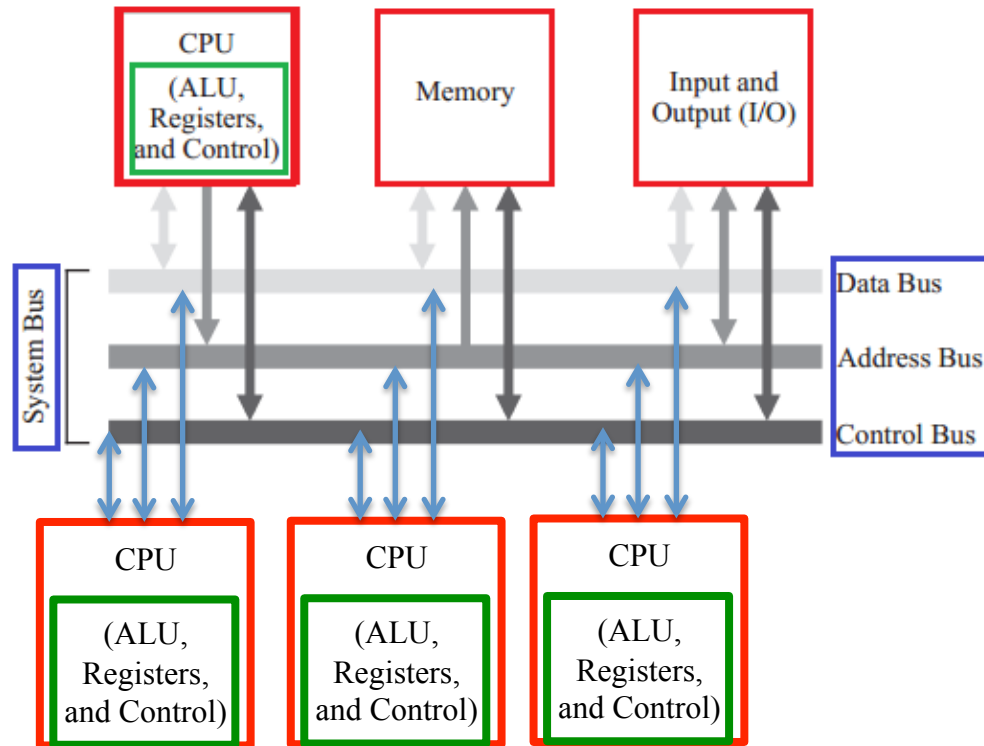 CPU
(ALU,
Registers,
and Control)
Memory
Input and
Output (I/O)
System Bus
Data Bus
Address Bus
Control Bus
CPU
(ALU,
Registers,
and Control)
CPU
(ALU,
Registers,
and Control)
CPU
(ALU,
Registers,
and Control)